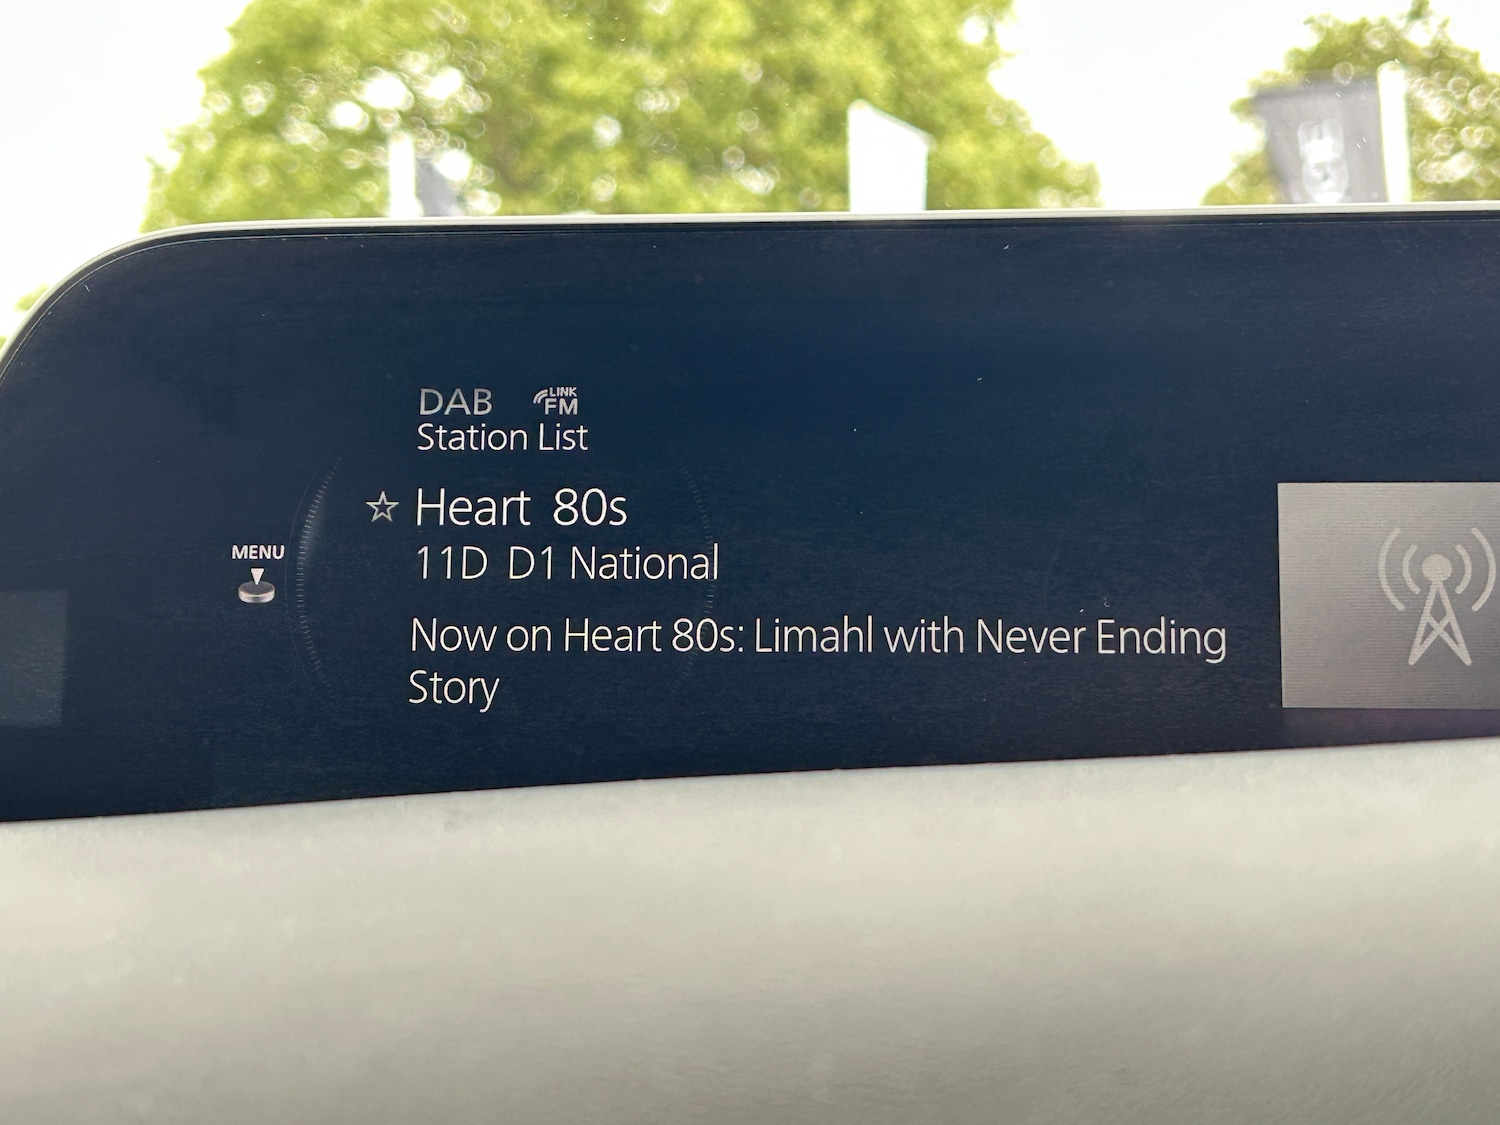 DAB LINK FM
Station List
Heart 80s
MENU
11D D1 National
Now on Heart 80s: Limahl with Never Ending
Story